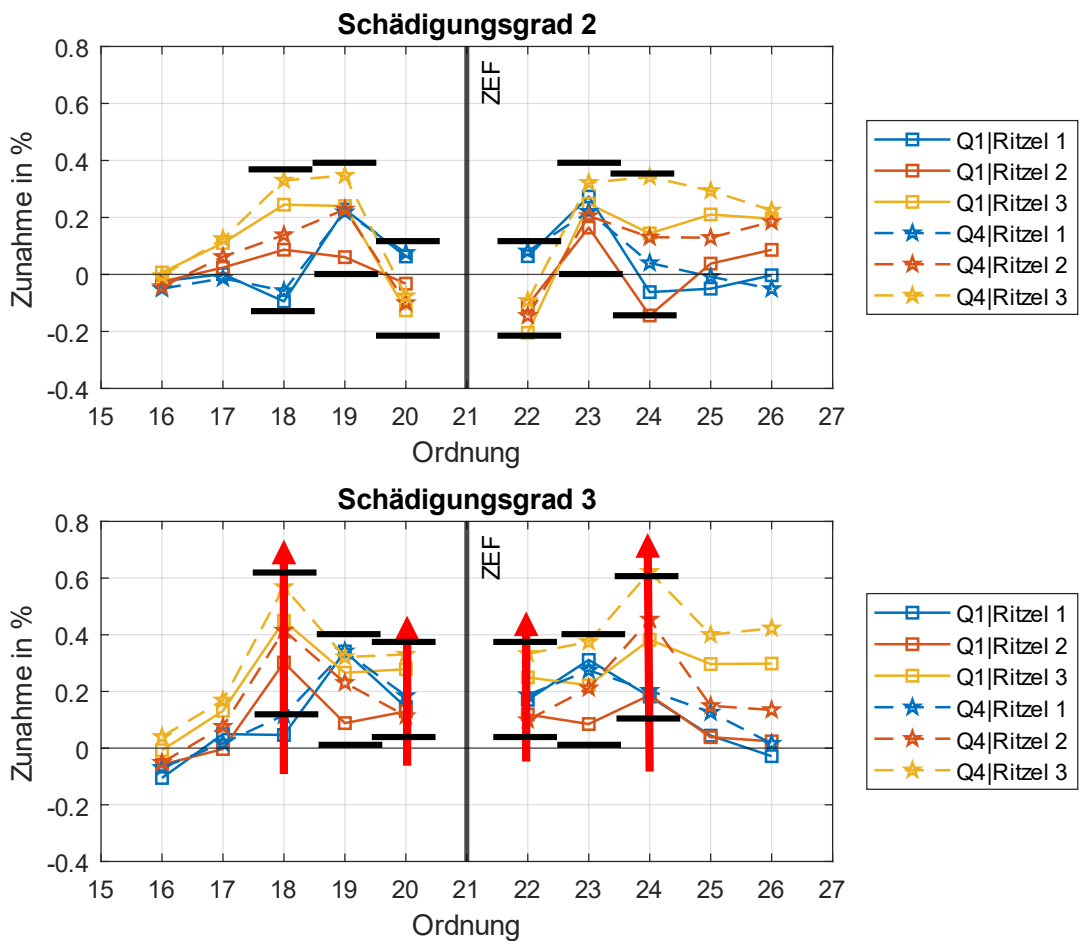 Schädigungsgrad 2
Zunahme in %
0.8
0.6
0.4
0.2
0
-0.2
-0.4
ZEF
15 16 17 18 19 20 21 22 23 24 25 26 27
Ordnung
Q1|Ritzel 1
Q1|Ritzel 2
Q1|Ritzel 3
Q4|Ritzel 1
Q4|Ritzel 2
Q4|Ritzel 3
Schädigungsgrad 3
Zunahme in %
0.8
0.6
0.4
0.2
0
-0.2
-0.4
ZEF
15 16 17 18 19 20 21 22 23 24 25 26 27
Ordnung
Q1|Ritzel 1
Q1|Ritzel 2
Q1|Ritzel 3
Q4|Ritzel 1
Q4|Ritzel 2
Q4|Ritzel 3